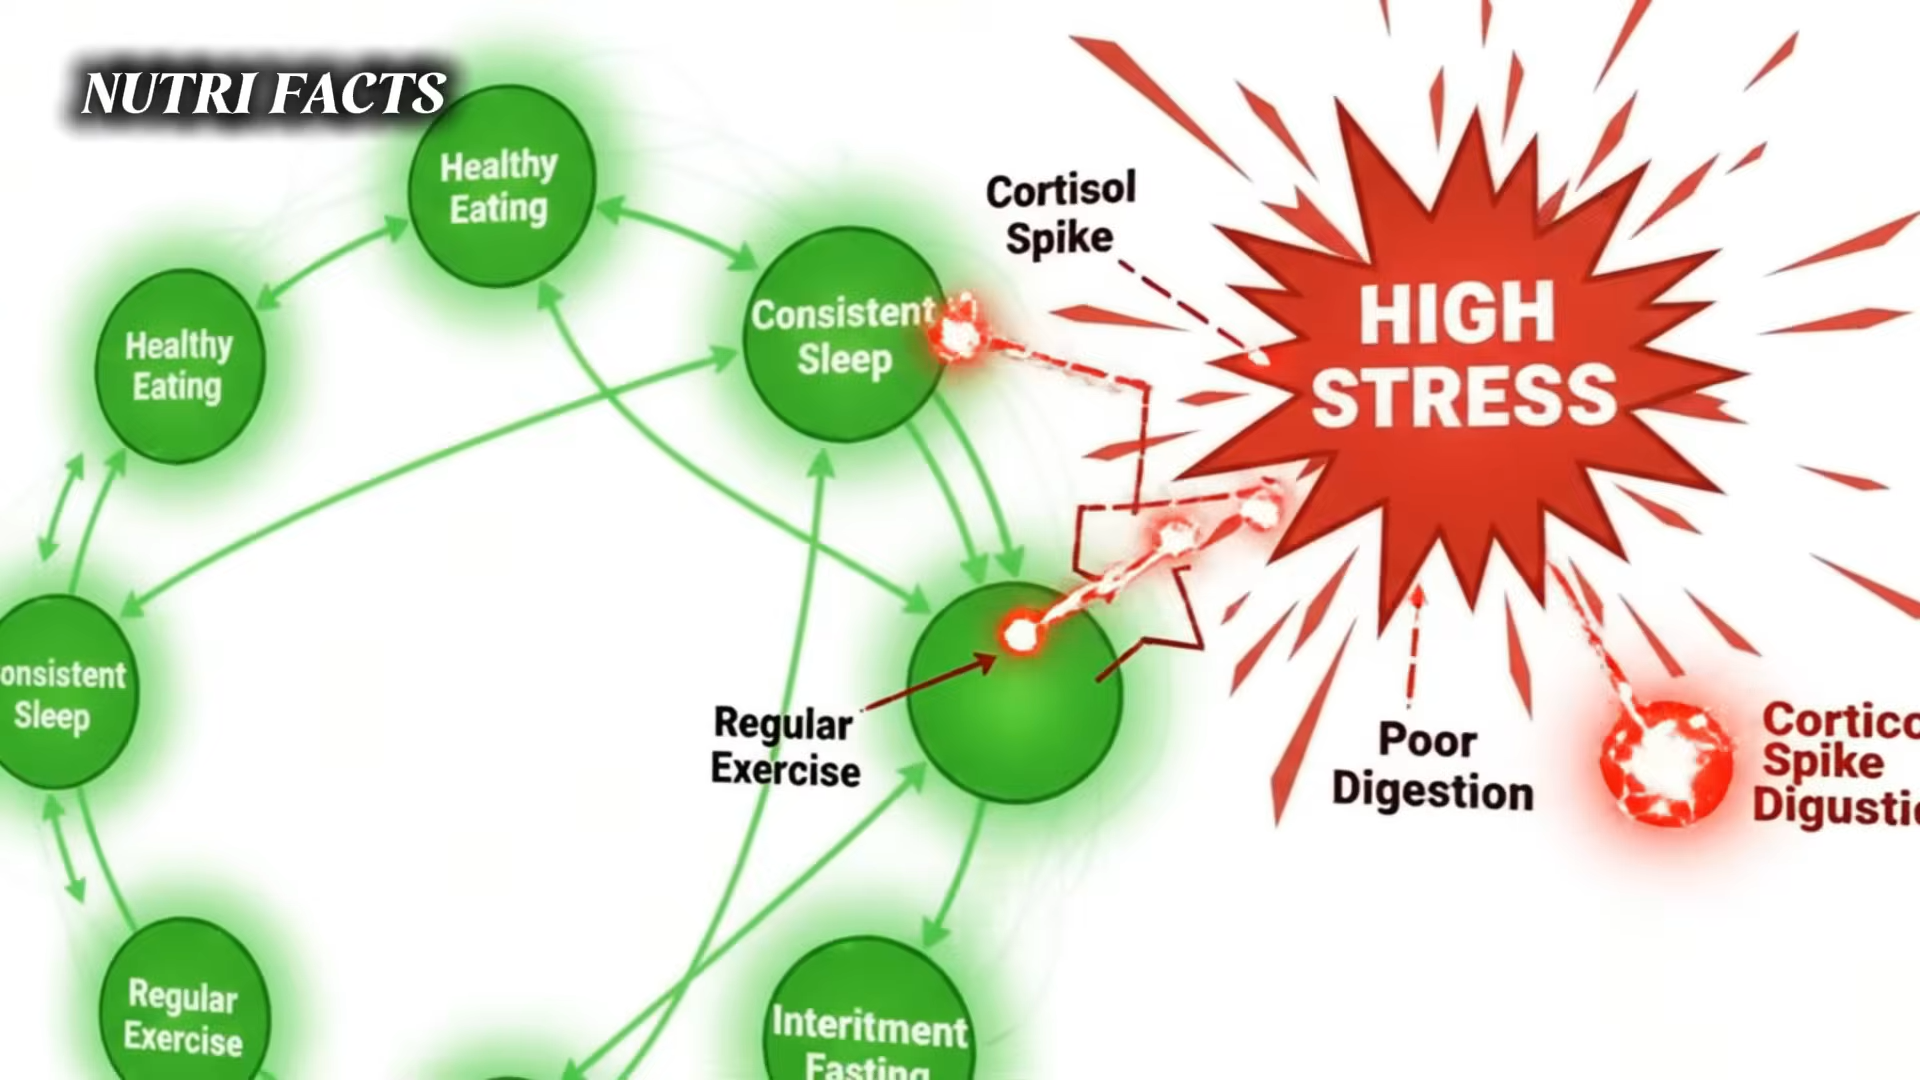 NUTRI FACTS
Healthy
Eating
Healthy
Eating
Consistent
Sleep
Cortisol
Spike
HIGH
STRESS
onsistent
Sleep
Regular
Exercise
Poor
Digestion
Cortico
Spike
Digusti
Regular
Exercise
Interitment
Fasting